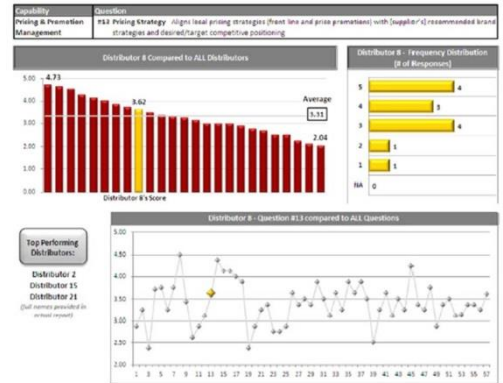 Capability Question
Pricing & Promotion Management #13 Pricing Strategy Aligns local pricing strategies (front line and price promotions) with [supplier's] recommended brand
strategies and desired/target competitive positioning
Distributor 8 Compared to ALL Distributors
5.00
4.00
3.00
2.00
1.00
0.00
4.73
3.62
Average
3.31
2.04
Distributor 8's Score
Distributor 8 - Frequency Distribution
(# of Responses)
5 4
4 3
3 4
2 1
1 1
NA 0
Top Performing
Distributors:
Distributor 2
Distributor 15
Distributor 21
(full names provided in
actual report)
Distributor 8 - Question #13 compared to ALL Questions
5.00
4.50
4.00
3.50
3.00
2.50
2.00
1 3 5 7 9 11 13 15 17 19 21 23 25 27 29 31 33 35 37 39 41 43 45 47 49 51 53 55 57